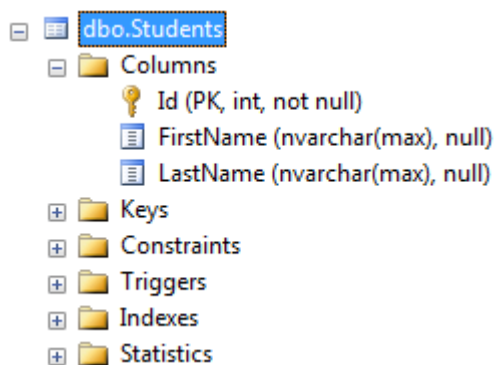 dbo.Students
Columns
Id (PK, int, not null)
FirstName (nvarchar(max), null)
LastName (nvarchar(max), null)
Keys
Constraints
Triggers
Indexes
Statistics